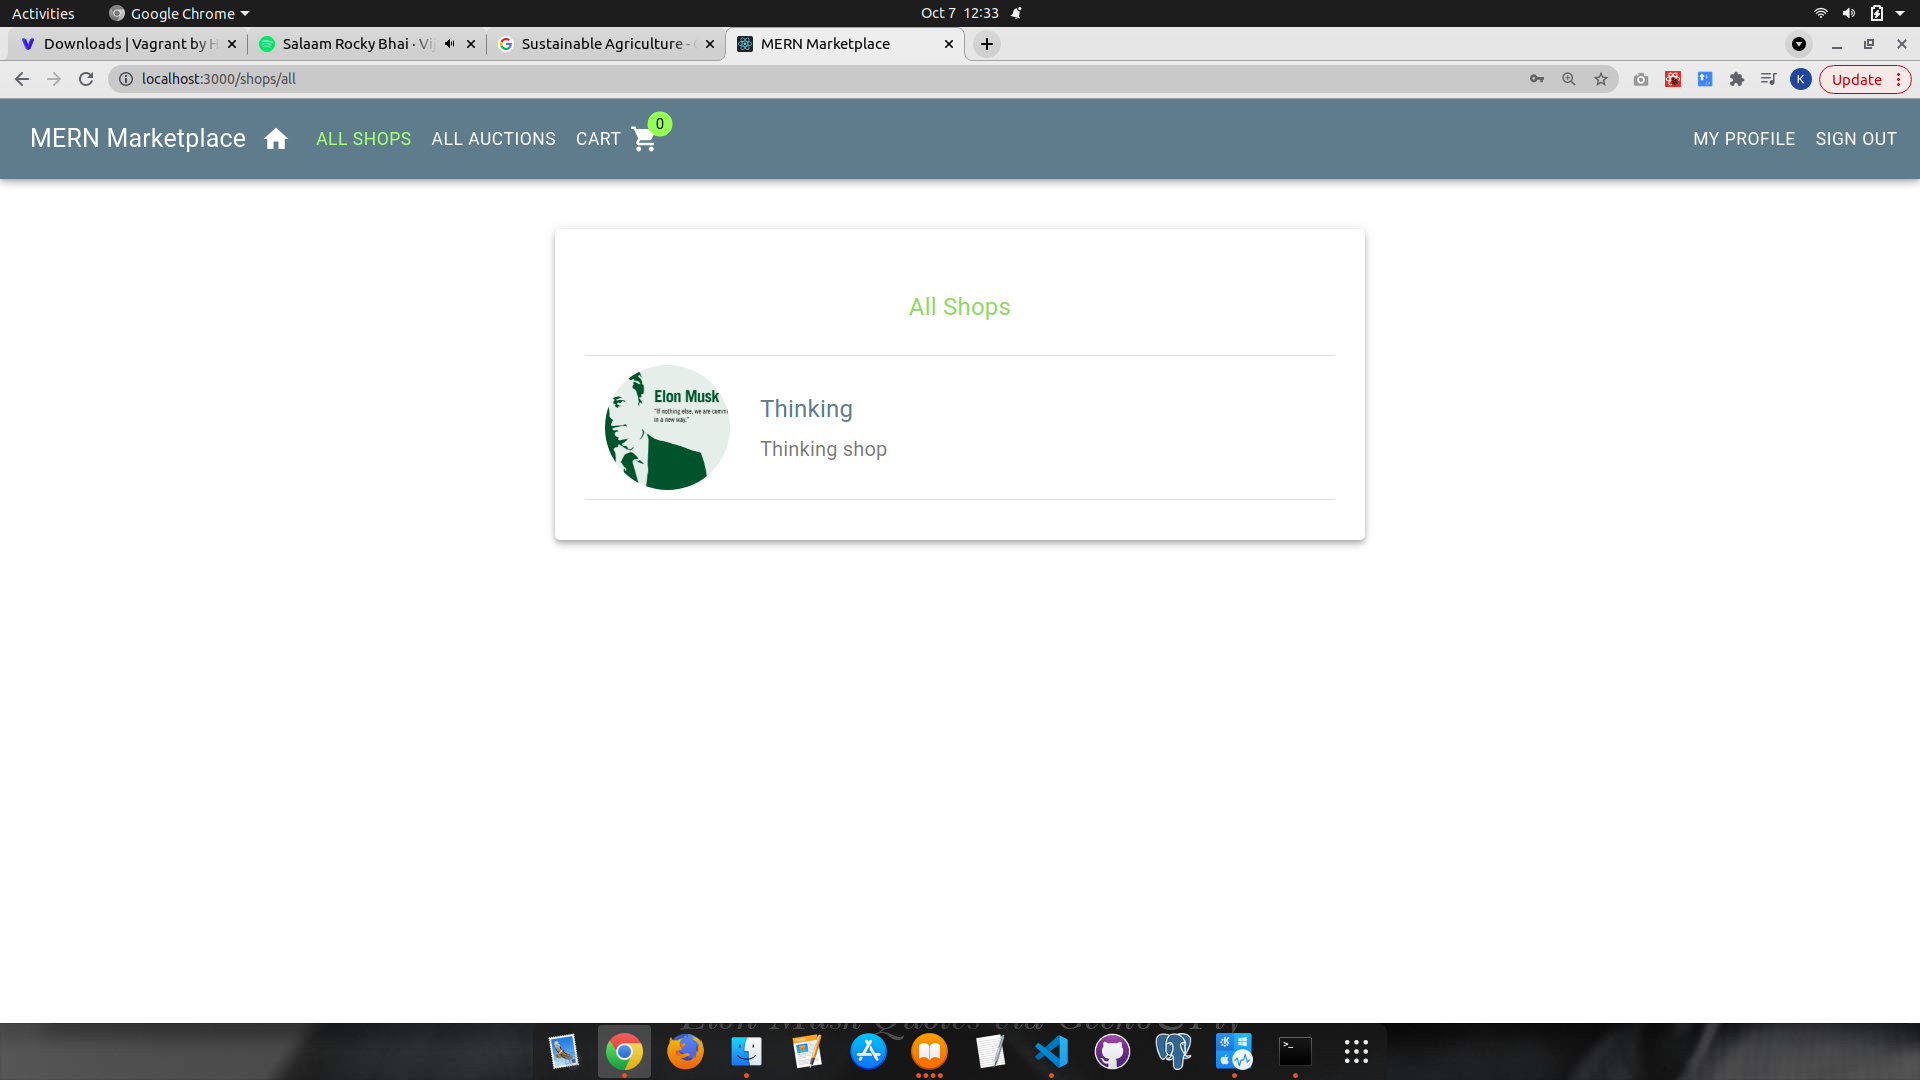 Activities
Google Chrome
Oct 7 12:33
Downloads | Vagrant by H
Salaam Rocky Bhai · Vij
Sustainable Agriculture -
MERN Marketplace
localhost:3000/shops/all
K
Update
MERN Marketplace
ALL SHOPS
ALL AUCTIONS
CART
0
MY PROFILE
SIGN OUT
All Shops
Elon Musk
"If nothing else, we are comm
in a new way."
Thinking
Thinking shop